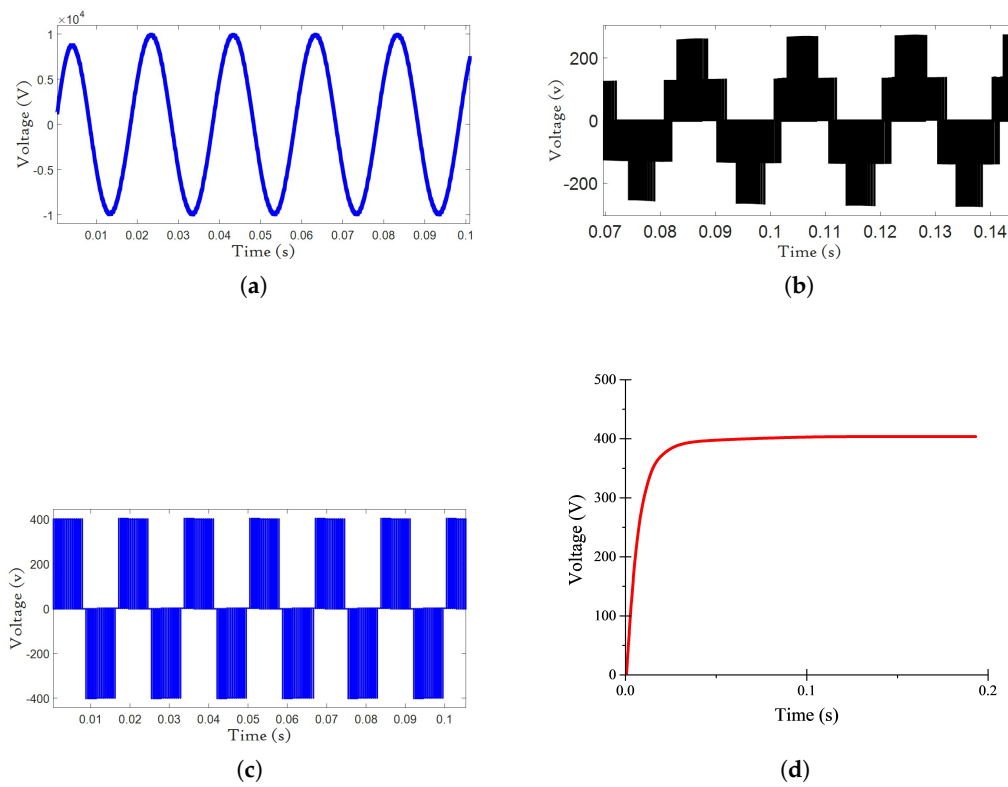 ×10⁴
1
0.5
0
-0.5
-1
Voltage (V)
0.01 0.02 0.03 0.04 0.05 0.06 0.07 0.08 0.09 0.1
Time (s)
(a)
200
0
-200
Voltage (v)
0.07 0.08 0.09 0.1 0.11 0.12 0.13 0.14
Time (s)
(b)
400
200
0
-200
-400
Voltage (v)
0.01 0.02 0.03 0.04 0.05 0.06 0.07 0.08 0.09 0.1
Time (s)
(c)
500
400
300
200
100
0
Voltage (V)
0.0 0.1 0.2
Time (s)
(d)